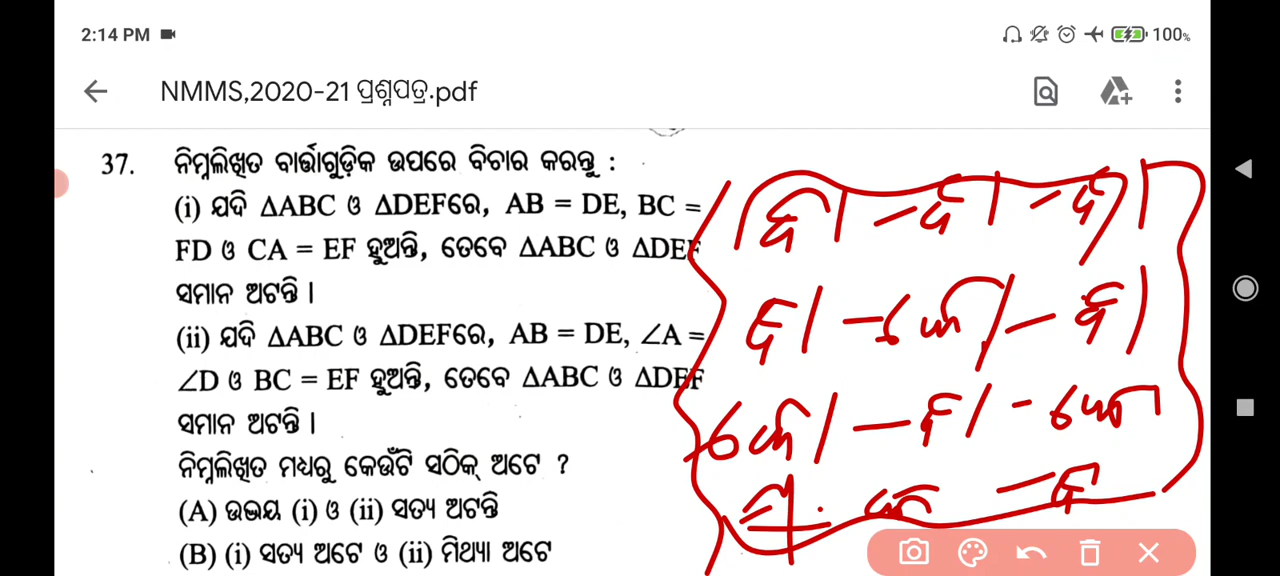 2:14 PM 100%
NMMS,2020-21 ପ୍ରଶ୍ନପତ୍ର.pdf
37. ନିମ୍ନଲିଖିତ ବାର୍ତ୍ତାଗୁଡ଼ିକ ଉପରେ ବିଚାର କରନ୍ତୁ :
(i) ଯଦି ΔABC ଓ ΔDEFରେ, AB = DE, BC =
FD ଓ CA = EF ହୁଅନ୍ତି, ତେବେ ΔABC ଓ ΔDEF
ସମାନ ଅଟନ୍ତି ।
(ii) ଯଦି ΔABC ଓ ΔDEFରେ, AB = DE, ∠A =
∠D ଓ BC = EF ହୁଅନ୍ତି, ତେବେ ΔABC ଓ ΔDEF
ସମାନ ଅଟନ୍ତି ।
ନିମ୍ନଲିଖିତ ମଧ୍ୟରୁ କେଉଁଟି ସଠିକ୍ ଅଟେ ?
(A) ଉଭୟ (i) ଓ (ii) ସତ୍ୟ ଅଟନ୍ତି
(B) (i) ସତ୍ୟ ଅଟେ ଓ (ii) ମିଥ୍ୟା ଅଟେ